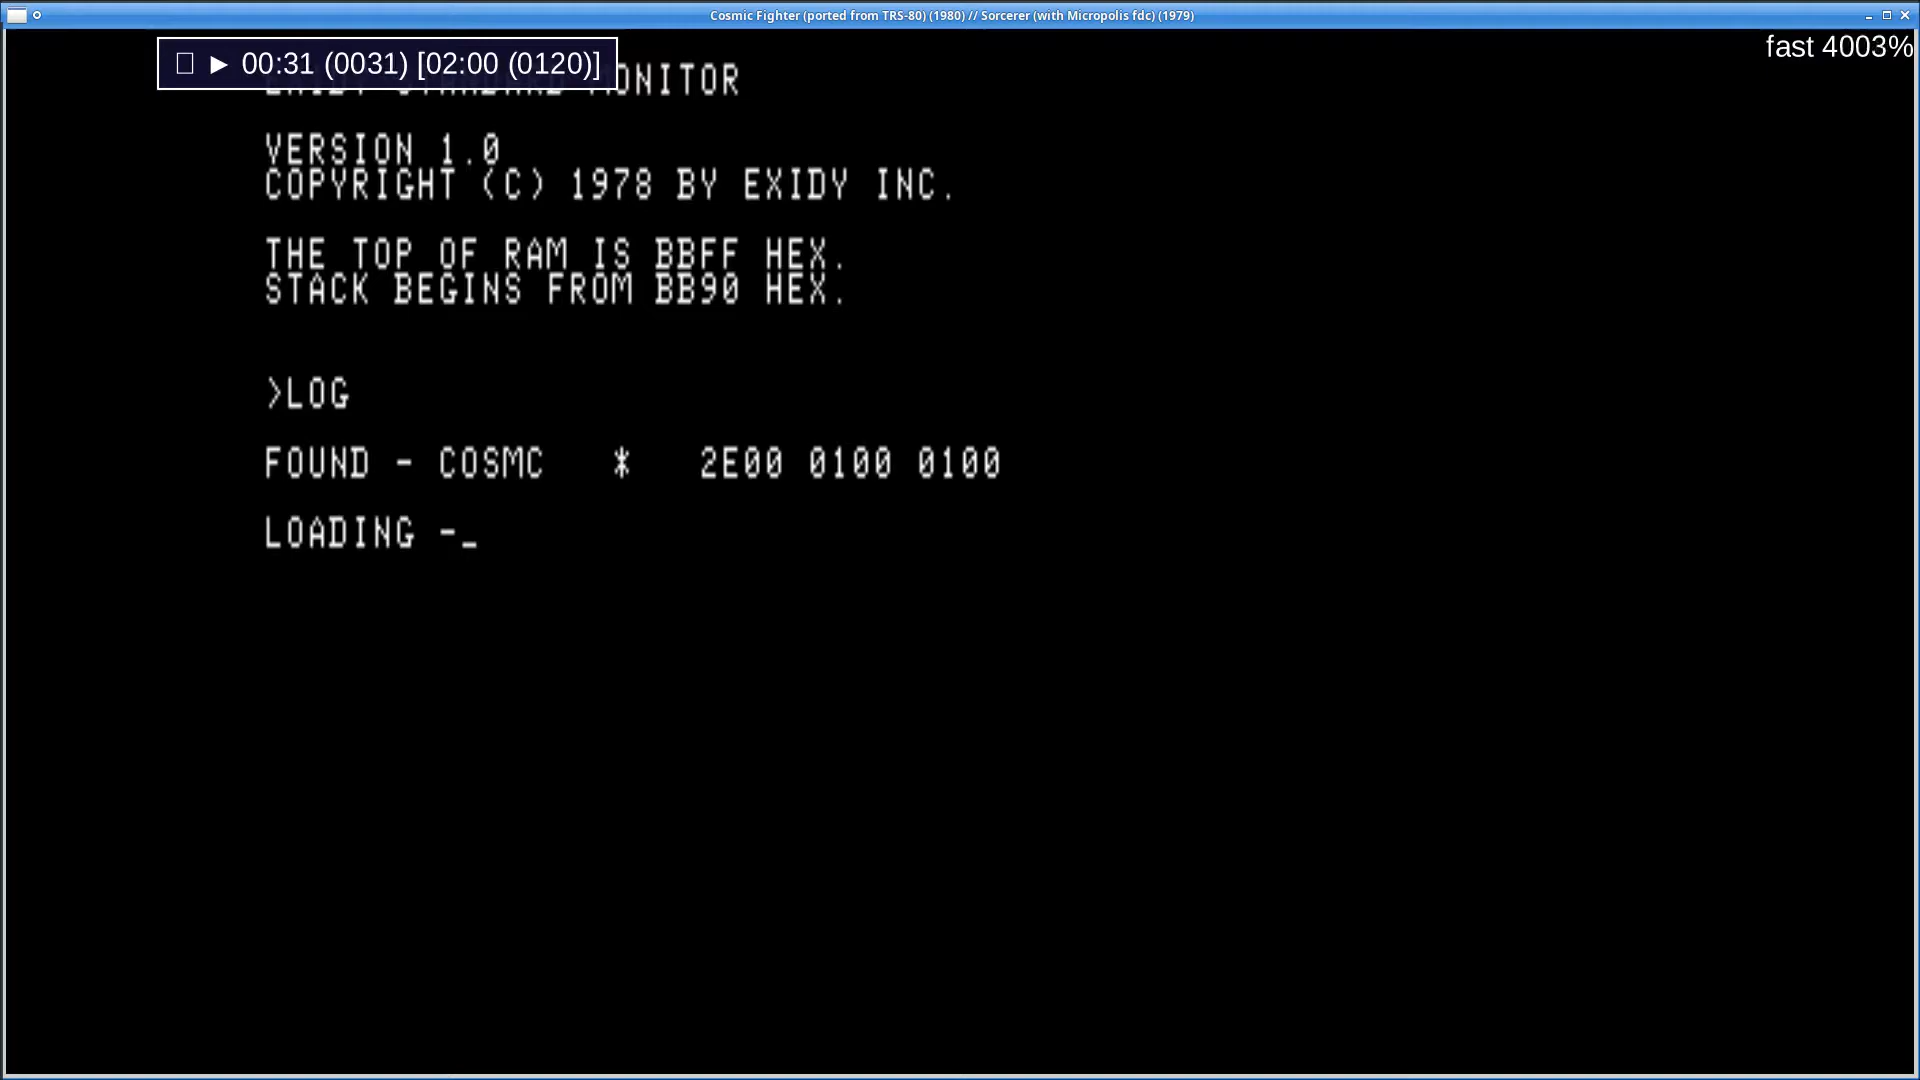 Cosmic Fighter (ported from TRS-80) (1980) // Sorcerer (with Micropolis fdc) (1979)
00:31 (0031) [02:00 (0120)]
fast 4003%
MONITOR
VERSION 1.0
COPYRIGHT (C) 1978 BY EXIDY INC.
THE TOP OF RAM IS BBFF HEX.
STACK BEGINS FROM BB90 HEX.
>LOG
FOUND - COSMC * 2E00 0100 0100
LOADING -_